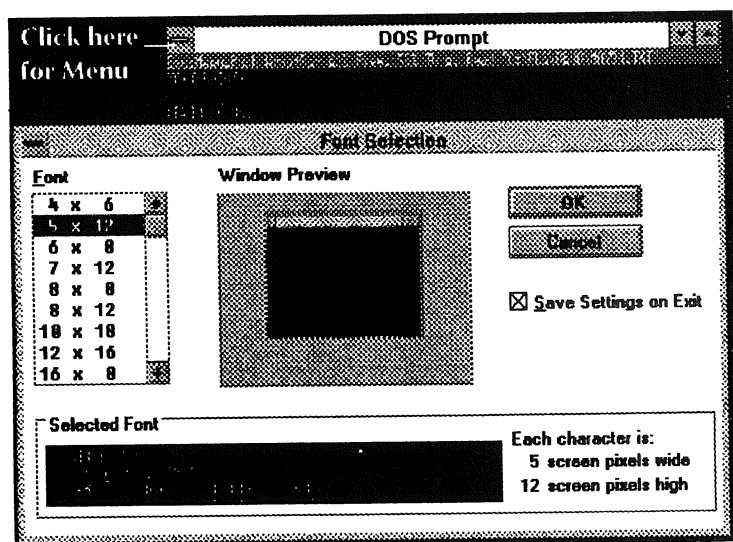 Click here
for Menu
DOS Prompt
Font Selection
Font
4 x 6
5 x 12
6 x 8
7 x 12
8 x 8
8 x 12
10 x 18
12 x 16
16 x 8
Window Preview
OK
Cancel
Save Settings on Exit
Selected Font
Each character is:
5 screen pixels wide
12 screen pixels high